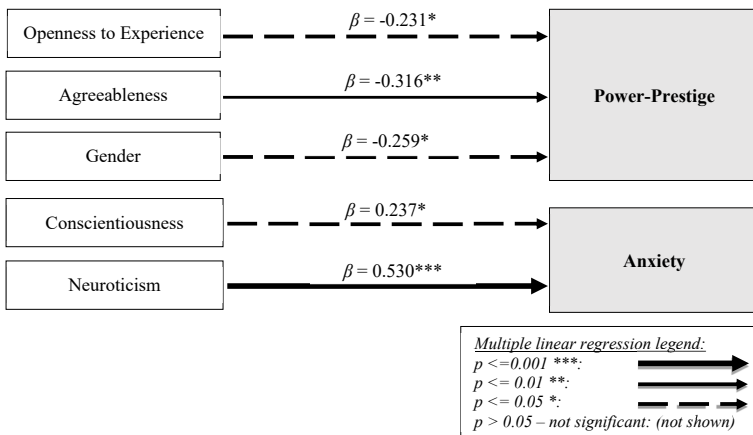 Openness to Experience
β = -0.231*
Agreeableness
β = -0.316**
Power-Prestige
Gender
β = -0.259*
Conscientiousness
β = 0.237*
Neuroticism
β = 0.530***
Anxiety
Multiple linear regression legend:
p <=0.001 ***:
p <= 0.01 **:
p <= 0.05 *:
p > 0.05 – not significant: (not shown)